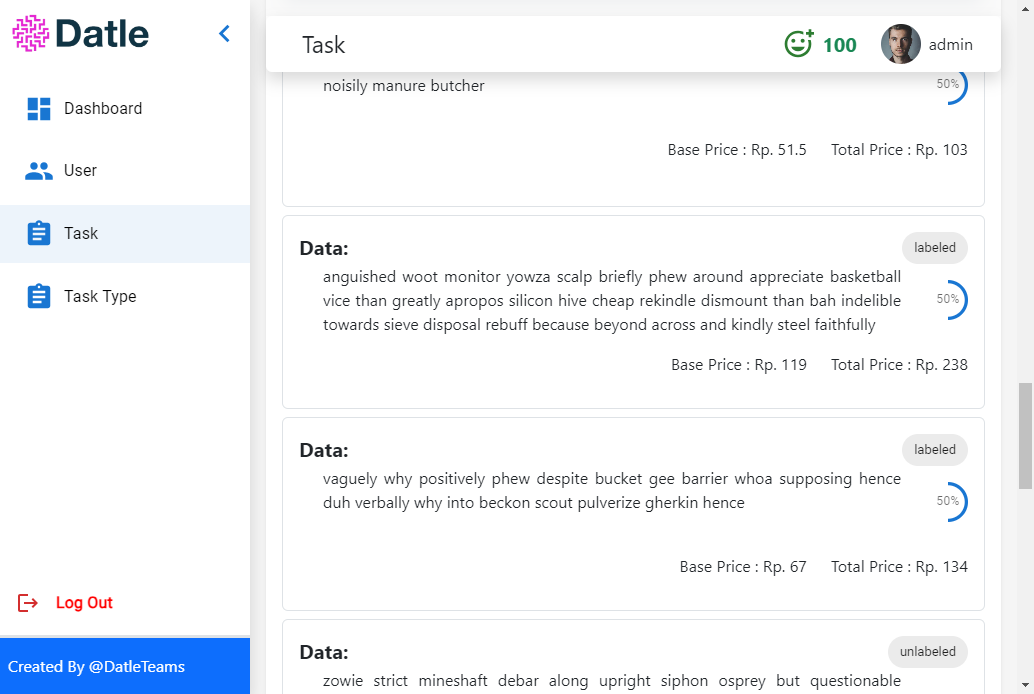 Datle
Dashboard
User
Task
Task Type
Log Out
Created By @DatleTeams
Task
100
admin
noisily manure butcher
50%
Base Price : Rp. 51.5
Total Price : Rp. 103
Data:
labeled
anguished woot monitor yowza scalp briefly phew around appreciate basketball
vice than greatly apropos silicon hive cheap rekindle dismount than bah indelible
towards sieve disposal rebuff because beyond across and kindly steel faithfully
50%
Base Price : Rp. 119
Total Price : Rp. 238
Data:
labeled
vaguely why positively phew despite bucket gee barrier whoa supposing hence
duh verbally why into beckon scout pulverize gherkin hence
50%
Base Price : Rp. 67
Total Price : Rp. 134
Data:
unlabeled
zowie strict mineshaft debar along upright siphon osprey but questionable